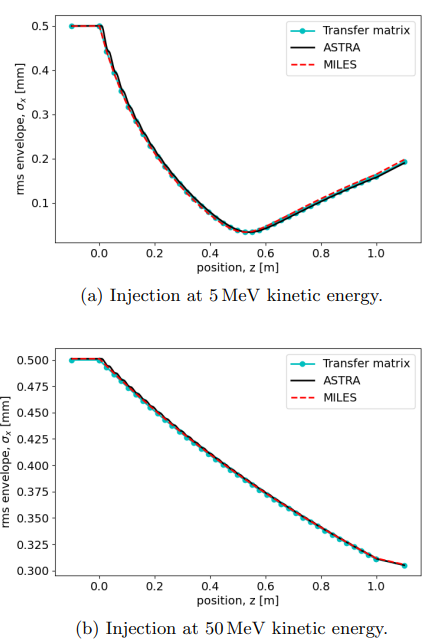 0.5
0.4
0.3
0.2
0.1
rms envelope, σₓ [mm]
Transfer matrix
ASTRA
MILES
0.0 0.2 0.4 0.6 0.8 1.0
position, z [m]
(a) Injection at 5 MeV kinetic energy.
0.500
0.475
0.450
0.425
0.400
0.375
0.350
0.325
0.300
rms envelope, σₓ [mm]
Transfer matrix
ASTRA
MILES
0.0 0.2 0.4 0.6 0.8 1.0
position, z [m]
(b) Injection at 50 MeV kinetic energy.